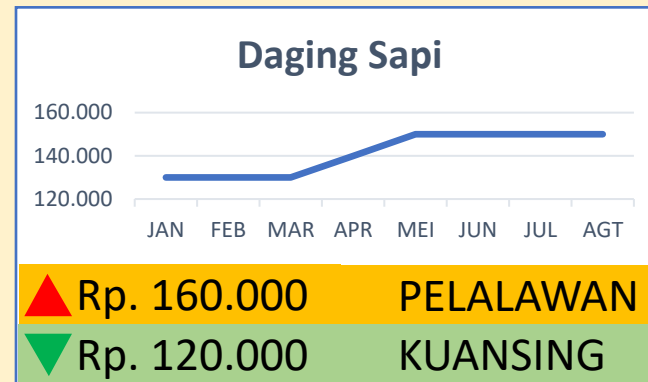 Daging Sapi
160.000
140.000
120.000
JAN FEB MAR APR MEI JUN JUL AGT
Rp. 160.000 PELALAWAN
Rp. 120.000 KUANSING